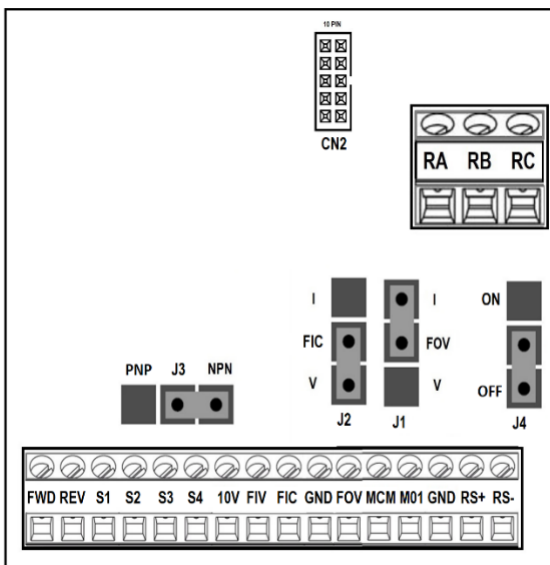 10 PIN
CN2
RA RB RC
I I ON
FIC FOV
PNP J3 NPN V V OFF
J2 J1 J4
FWD REV S1 S2 S3 S4 10V FIV FIC GND FOV MCM M01 GND RS+ RS-